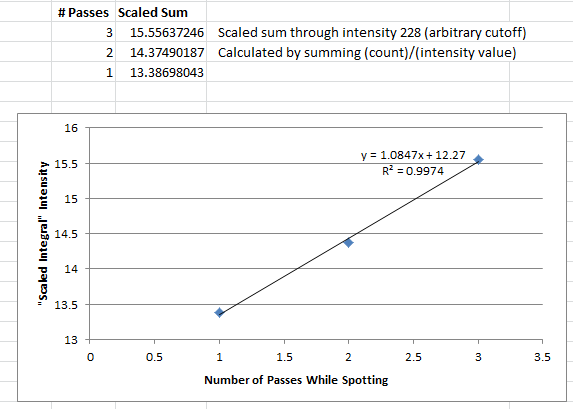 # Passes Scaled Sum
3 15.55637246 Scaled sum through intensity 228 (arbitrary cutoff)
2 14.37490187 Calculated by summing (count)/(intensity value)
1 13.38698043
16
15.5
15
14.5
14
13.5
13
"Scaled Integral" Intensity
y = 1.0847x + 12.27
R² = 0.9974
0 0.5 1 1.5 2 2.5 3 3.5
Number of Passes While Spotting